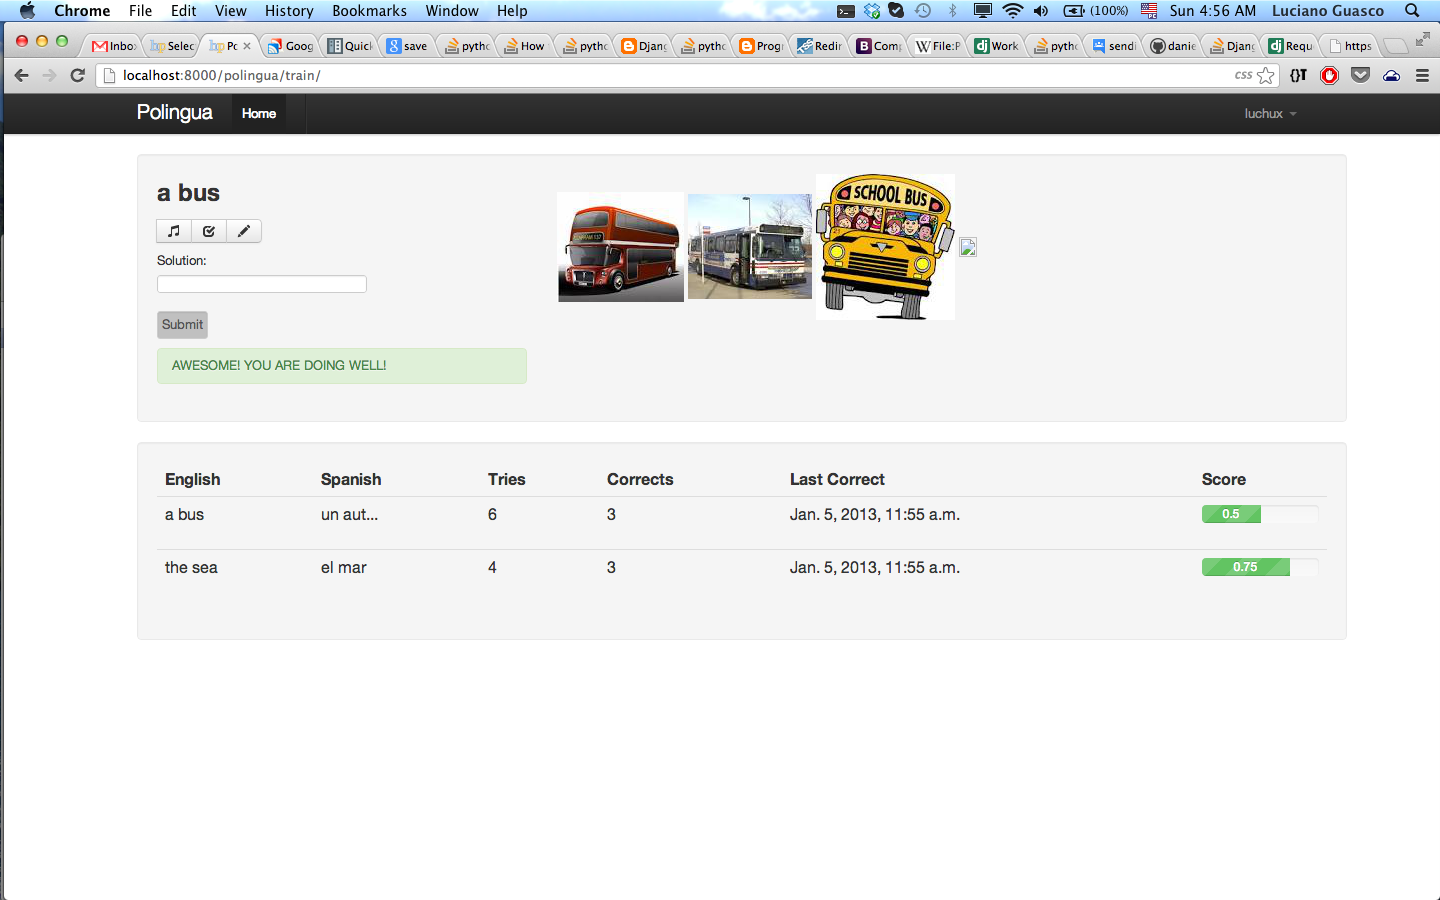 Chrome File Edit View History Bookmarks Window Help (100%) Sun 4:56 AM Luciano Guasco
Inbo Selec Po Goog Quick save pytho How pytho Djang pytho Progr Redir Comp File:P Work pytho sendi danie Djang Requ https
localhost:8000/polingua/train/ css
Polingua Home luchux
a bus
Solution:
Submit
AWESOME! YOU ARE DOING WELL!
SCHOOL BUS
English Spanish Tries Corrects Last Correct Score
a bus un aut... 6 3 Jan. 5, 2013, 11:55 a.m. 0.5
the sea el mar 4 3 Jan. 5, 2013, 11:55 a.m. 0.75